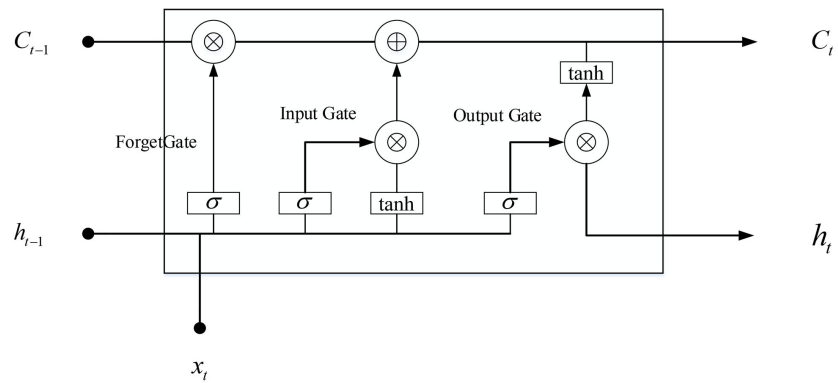 C_{t-1}
C_t
tanh
Input Gate
Output Gate
ForgetGate
σ
σ
tanh
σ
h_{t-1}
h_t
x_t